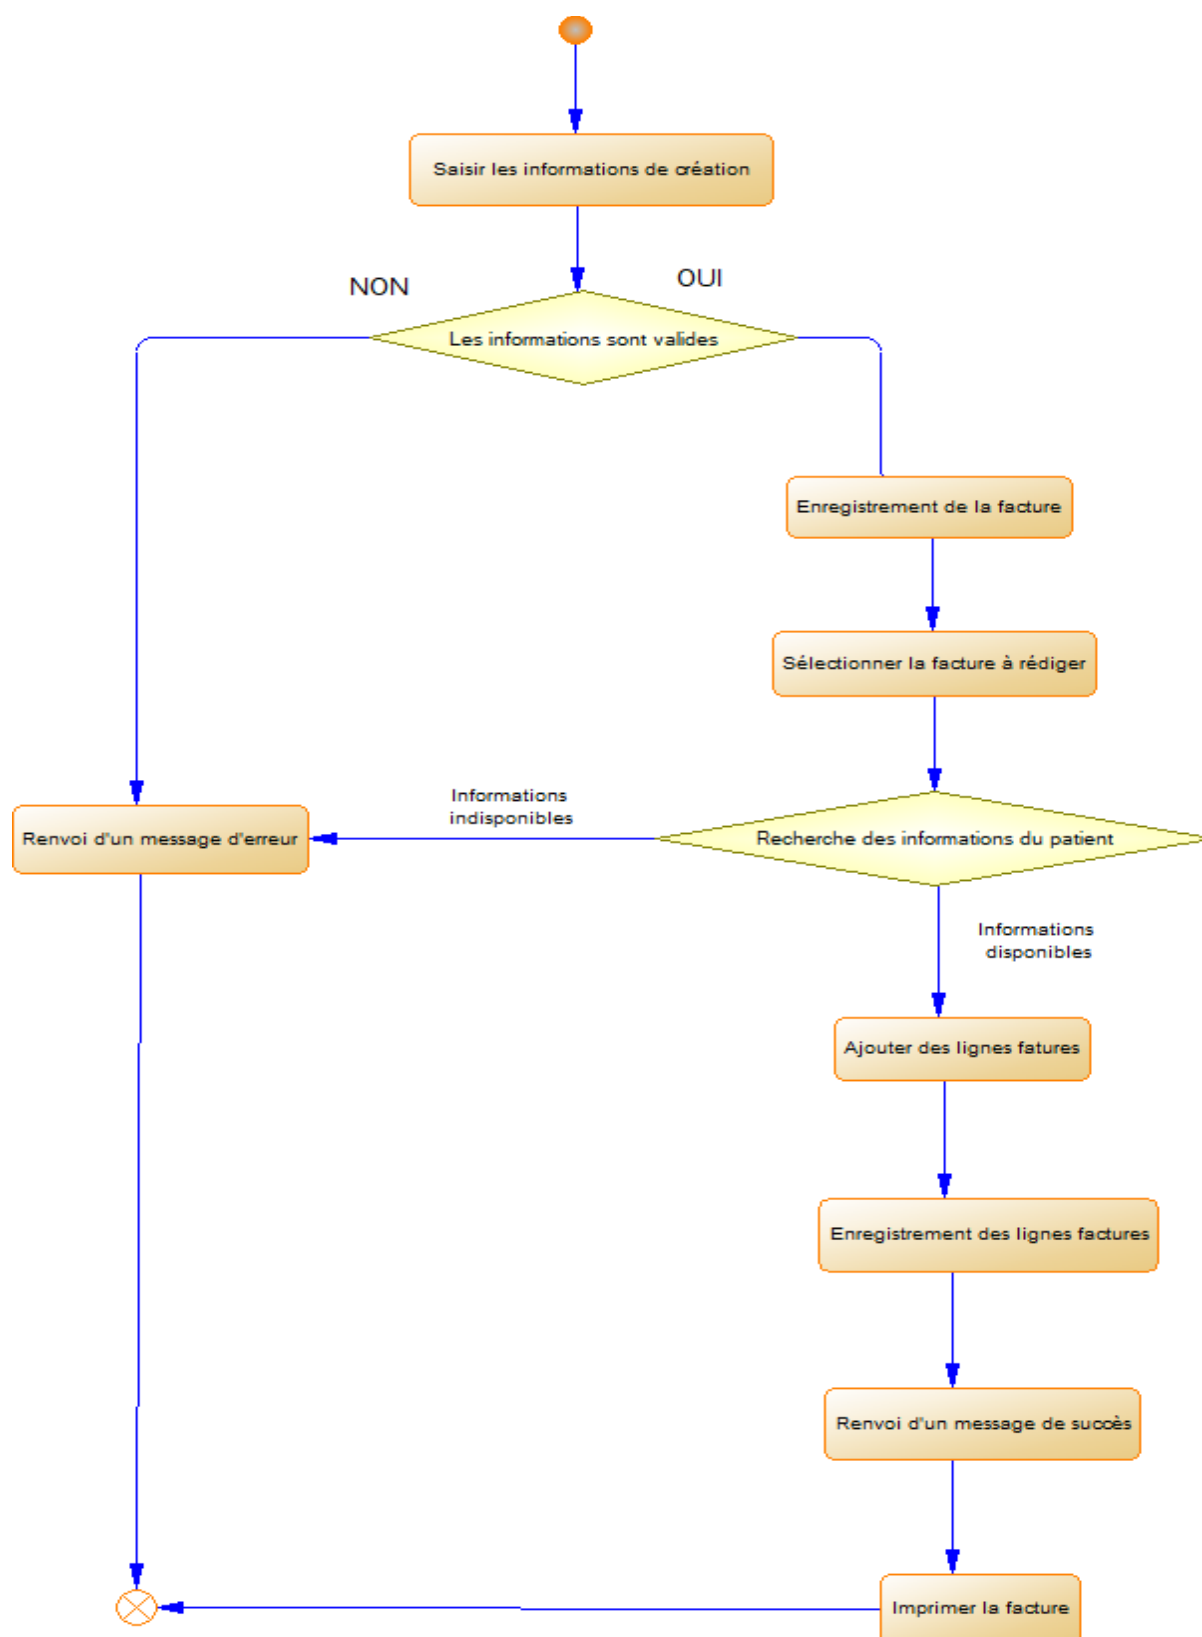 Saisir les informations de création
NON
OUI
Les informations sont valides
Enregistrement de la facture
Sélectionner la facture à rédiger
Informations
indisponibles
Renvoi d'un message d'erreur
Recherche des informations du patient
Informations
disponibles
Ajouter des lignes fatures
Enregistrement des lignes factures
Renvoi d'un message de succès
Imprimer la facture